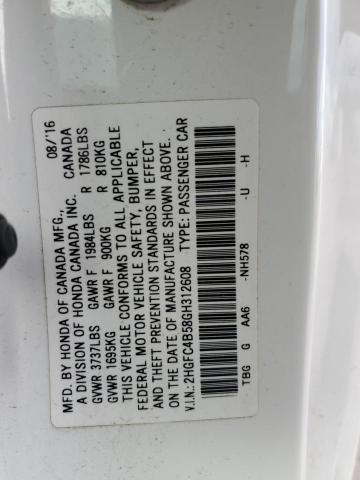 MFD. BY HONDA OF CANADA MFG., 08/'16
A DIVISION OF HONDA CANADA INC. CANADA
GVWR 3737LBS GAWR F 1984LBS R 1786LBS
GVWR 1695KG GAWR F 900KG R 810KG
THIS VEHICLE CONFORMS TO ALL APPLICABLE
FEDERAL MOTOR VEHICLE SAFETY, BUMPER,
AND THEFT PREVENTION STANDARDS IN EFFECT
ON THE DATE OF MANUFACTURE SHOWN ABOVE.
V.I.N.: 2HGFC4B58GH312608 TYPE: PASSENGER CAR
TBG G AA6 -NH578 -U -H